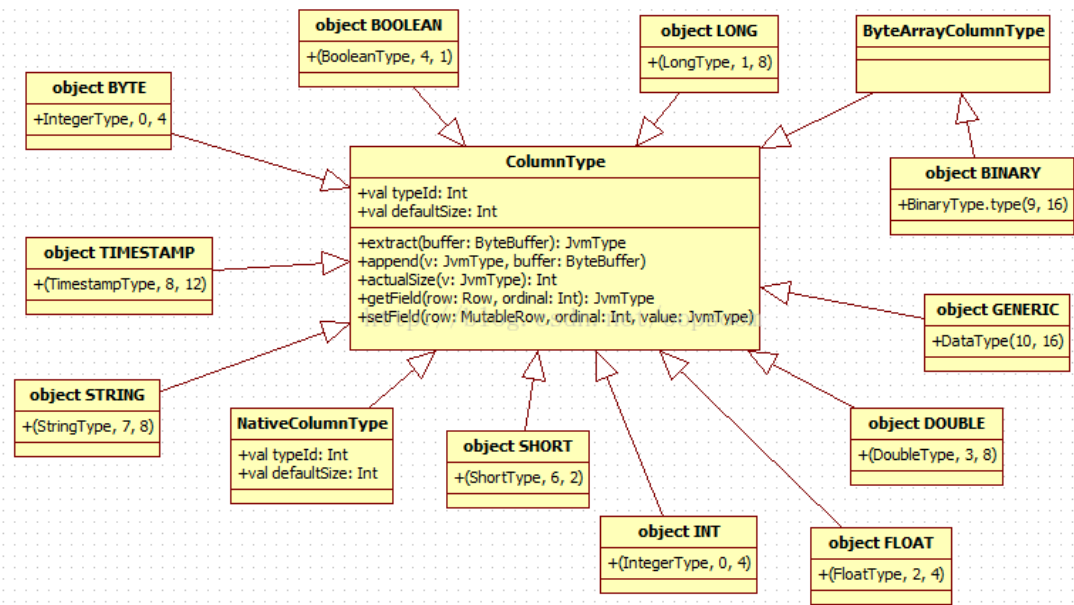 object BOOLEAN
+(BooleanType, 4, 1)
object LONG
+(LongType, 1, 8)
ByteArrayColumnType
object BYTE
+IntegerType, 0, 4
ColumnType
+val typeId: Int
+val defaultSize: Int
+extract(buffer: ByteBuffer): JvmType
+append(v: JvmType, buffer: ByteBuffer)
+actualSize(v: JvmType): Int
+getField(row: Row, ordinal: Int): JvmType
+setField(row: MutableRow, ordinal: Int, value: JvmType)
object BINARY
+BinaryType.type(9, 16)
object TIMESTAMP
+(TimestampType, 8, 12)
object GENERIC
+DataType(10, 16)
object STRING
+(StringType, 7, 8)
NativeColumnType
+val typeId: Int
+val defaultSize: Int
object SHORT
+(ShortType, 6, 2)
object DOUBLE
+(DoubleType, 3, 8)
object INT
+(IntegerType, 0, 4)
object FLOAT
+(FloatType, 2, 4)